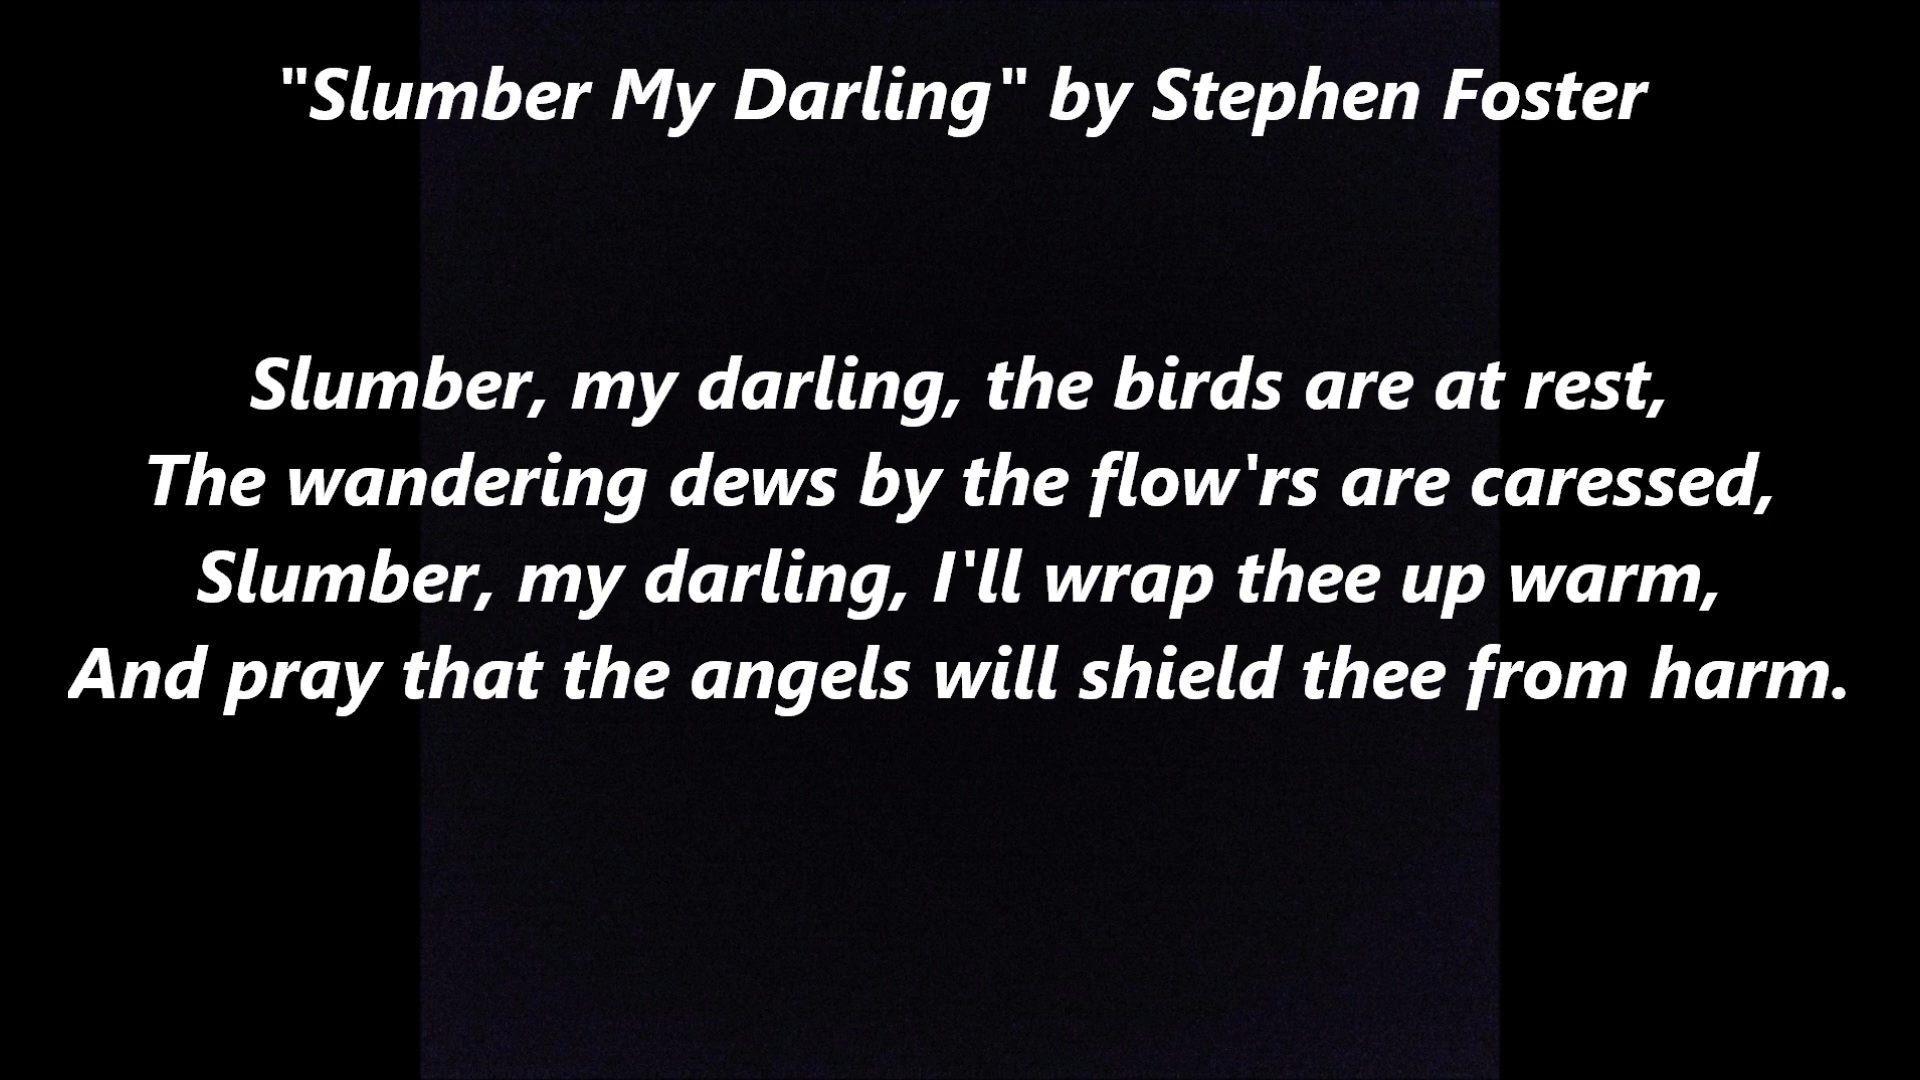 "Slumber My Darling" by Stephen Foster
Slumber, my darling, the birds are at rest,
The wandering dews by the flow'rs are caressed,
Slumber, my darling, I'll wrap thee up warm,
And pray that the angels will shield thee from harm.